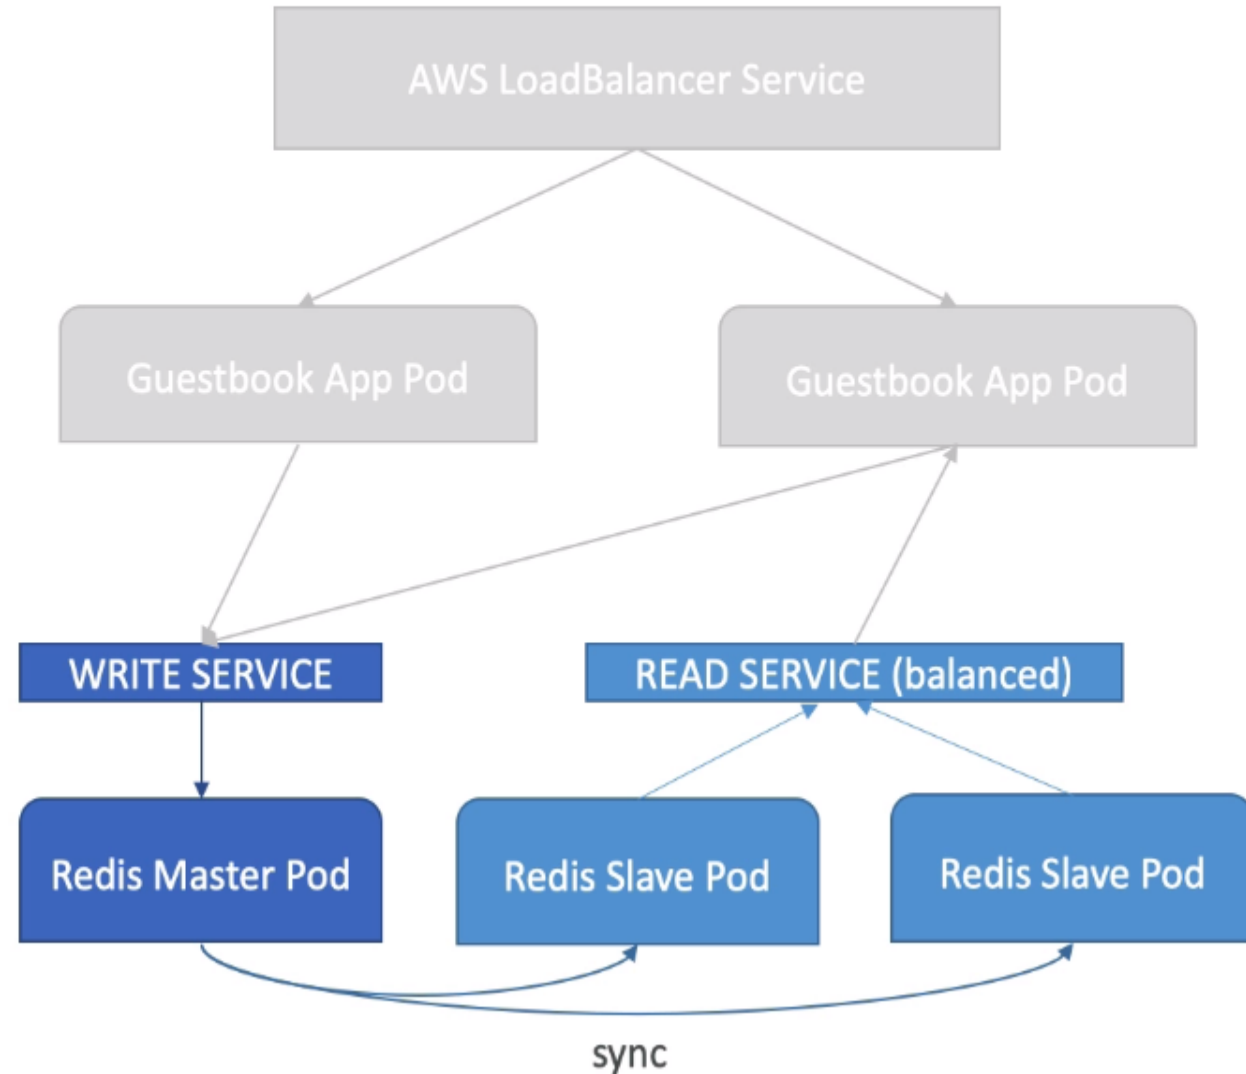 AWS LoadBalancer Service
Guestbook App Pod
Guestbook App Pod
WRITE SERVICE
READ SERVICE (balanced)
Redis Master Pod
Redis Slave Pod
Redis Slave Pod
sync